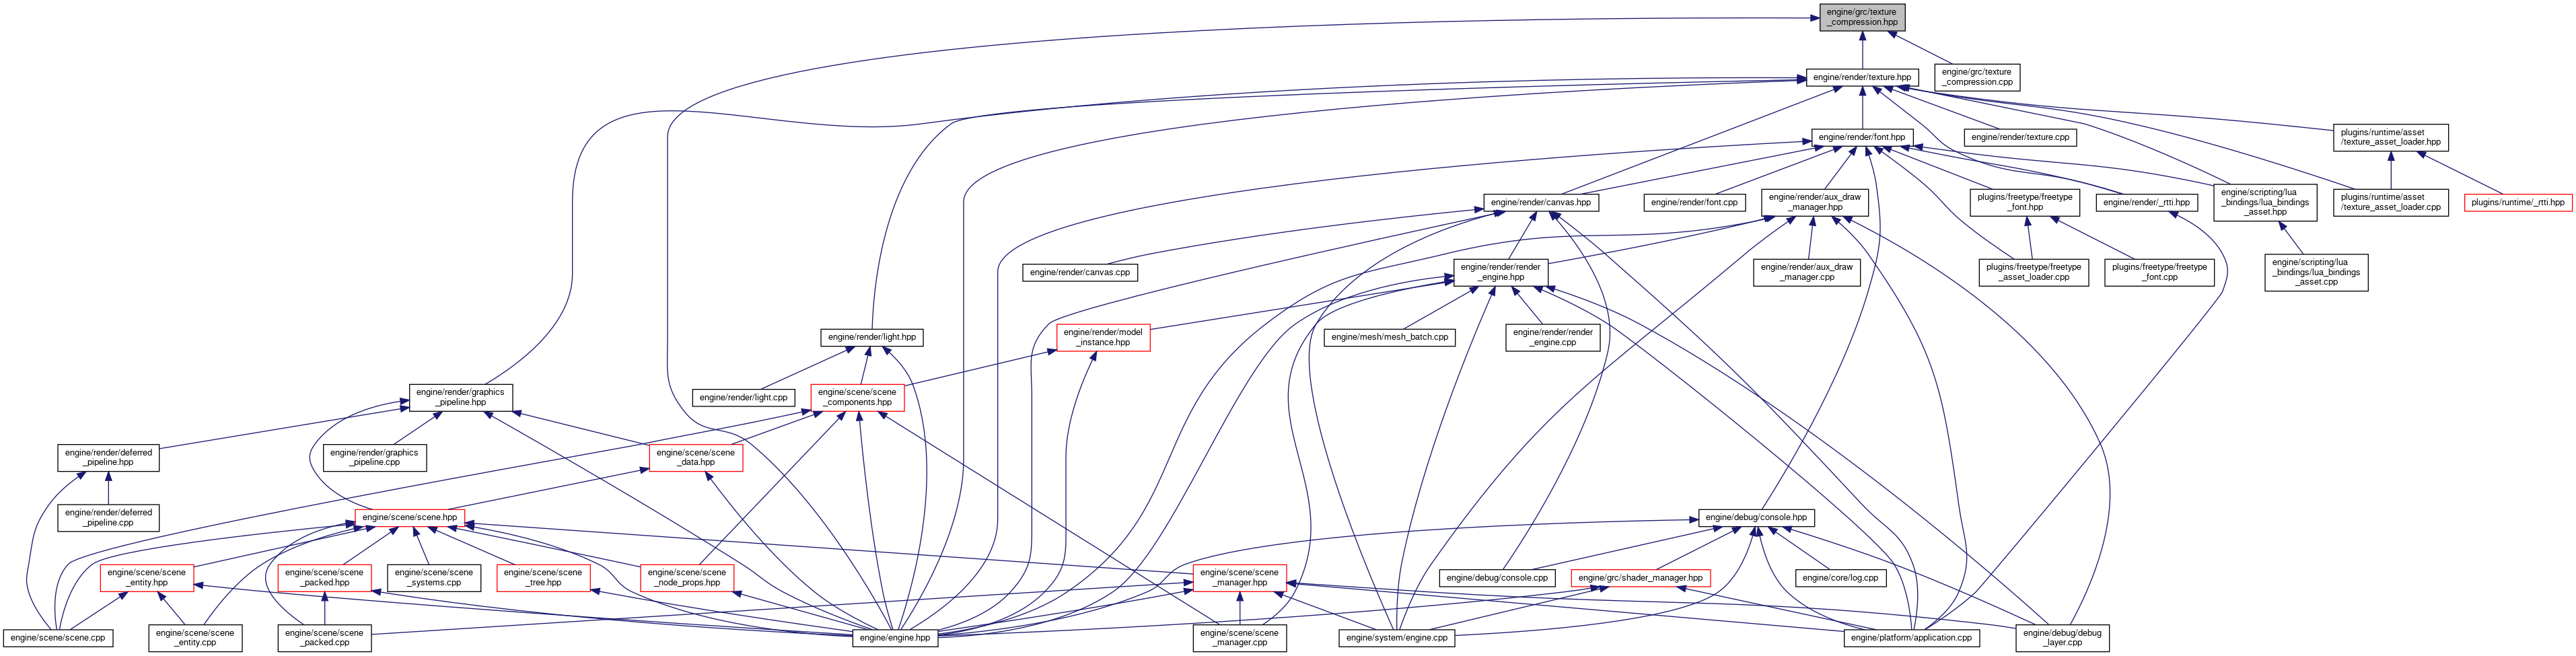 engine/grc/texture
_compression.hpp
engine/grc/texture
_compression.cpp
engine/render/texture.hpp
engine/render/font.hpp
engine/render/texture.cpp
plugins/runtime/asset
/texture_asset_loader.hpp
engine/render/canvas.hpp
engine/render/font.cpp
engine/render/aux_draw
_manager.hpp
plugins/freetype/freetype
_font.hpp
engine/render/_rtti.hpp
engine/scripting/lua
_bindings/lua_bindings
_asset.hpp
plugins/runtime/asset
/texture_asset_loader.cpp
plugins/runtime/_rtti.hpp
engine/render/canvas.cpp
engine/render/render
_engine.hpp
engine/render/aux_draw
_manager.cpp
plugins/freetype/freetype
_asset_loader.cpp
plugins/freetype/freetype
_font.cpp
engine/scripting/lua
_bindings/lua_bindings
_asset.cpp
engine/render/light.hpp
engine/render/model
_instance.hpp
engine/mesh/mesh_batch.cpp
engine/render/render
_engine.cpp
engine/render/graphics
_pipeline.hpp
engine/render/light.cpp
engine/scene/scene
_components.hpp
engine/render/deferred
_pipeline.hpp
engine/render/graphics
_pipeline.cpp
engine/scene/scene
_data.hpp
engine/render/deferred
_pipeline.cpp
engine/scene/scene.hpp
engine/debug/console.hpp
engine/scene/scene
_entity.hpp
engine/scene/scene
_packed.hpp
engine/scene/scene
_systems.cpp
engine/scene/scene
_tree.hpp
engine/scene/scene
_node_props.hpp
engine/scene/scene
_manager.hpp
engine/debug/console.cpp
engine/grc/shader_manager.hpp
engine/core/log.cpp
engine/scene/scene.cpp
engine/scene/scene
_entity.cpp
engine/scene/scene
_packed.cpp
engine/engine.hpp
engine/scene/scene
_manager.cpp
engine/system/engine.cpp
engine/platform/application.cpp
engine/debug/debug
_layer.cpp